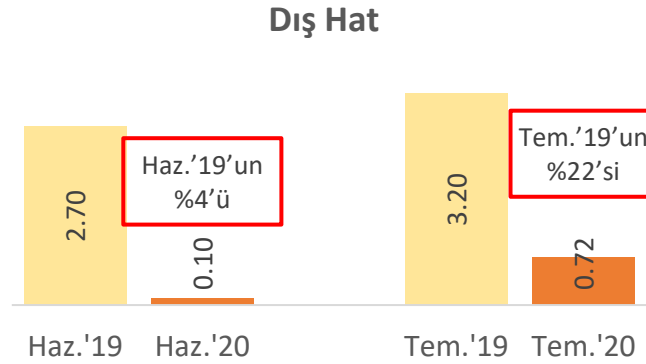 Dış Hat
2.70
Haz.’19’un
%4’ü
0.10
3.20
Tem.’19’un
%22’si
0.72
Haz.'19
Haz.'20
Tem.'19
Tem.'20